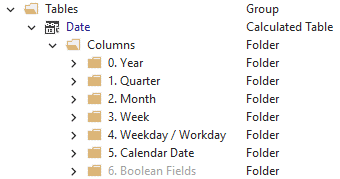 Tables Group
Date Calculated Table
Columns Folder
0. Year Folder
1. Quarter Folder
2. Month Folder
3. Week Folder
4. Weekday / Workday Folder
5. Calendar Date Folder
6. Boolean Fields Folder